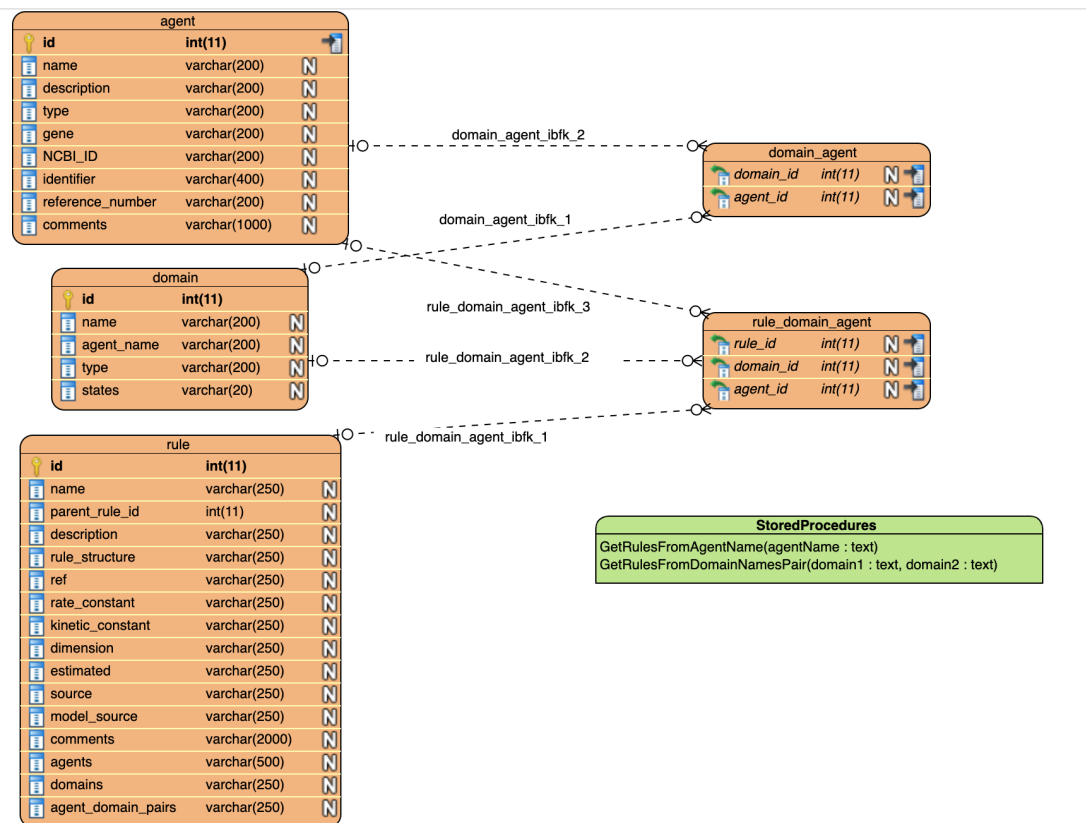 agent
id int(11)
name varchar(200) N
description varchar(200) N
type varchar(200) N
gene varchar(200) N
NCBI_ID varchar(200) N
identifier varchar(400) N
reference_number varchar(200) N
comments varchar(1000) N
domain_agent_ibfk_2
domain_agent
domain_id int(11) N
agent_id int(11) N
domain_agent_ibfk_1
domain
id int(11)
name varchar(200) N
agent_name varchar(200) N
type varchar(200) N
states varchar(20) N
rule_domain_agent_ibfk_3
rule_domain_agent_ibfk_2
rule_domain_agent
rule_id int(11) N
domain_id int(11) N
agent_id int(11) N
rule_domain_agent_ibfk_1
rule
id int(11)
name varchar(250) N
parent_rule_id int(11) N
description varchar(250) N
rule_structure varchar(250) N
ref varchar(250) N
rate_constant varchar(250) N
kinetic_constant varchar(250) N
dimension varchar(250) N
estimated varchar(250) N
source varchar(250) N
model_source varchar(250) N
comments varchar(2000) N
agents varchar(500) N
domains varchar(250) N
agent_domain_pairs varchar(250) N
StoredProcedures
GetRulesFromAgentName(agentName : text)
GetRulesFromDomainNamesPair(domain1 : text, domain2 : text)